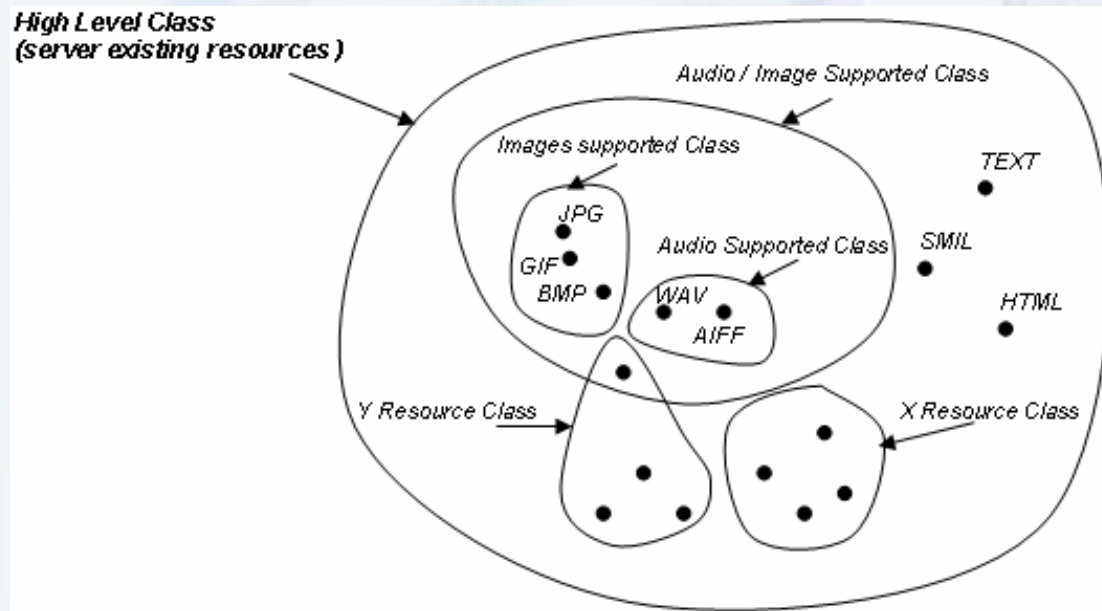 High Level Class
(server existing resources )
Audio / Image Supported Class
Images supported Class
TEXT
JPG
SMIL
Audio Supported Class
GIF
BMP
WAV
HTML
AIFF
Y Resource Class
X Resource Class